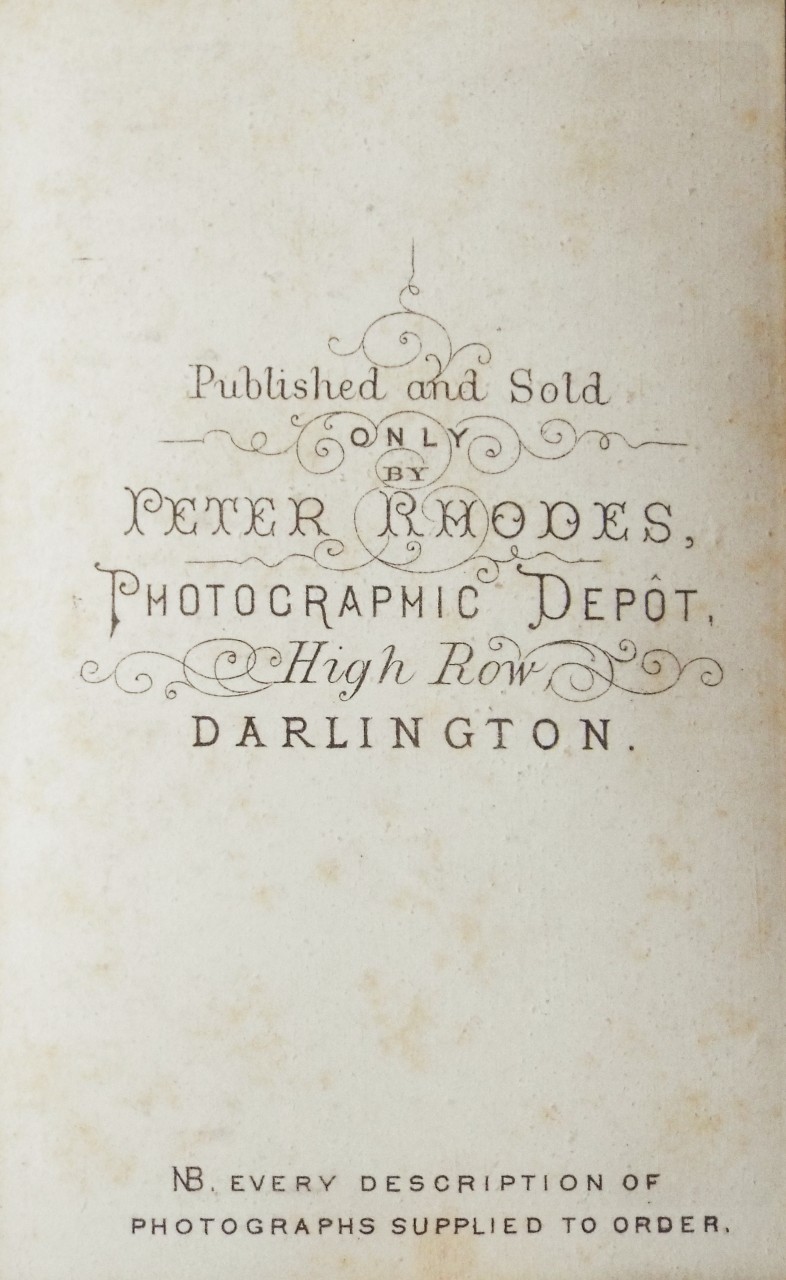 Published and Sold
ONLY
BY
PETER RHODES,
PHOTOGRAPHIC DEPÔT,
High Row,
DARLINGTON.
NB. EVERY DESCRIPTION OF
PHOTOGRAPHS SUPPLIED TO ORDER.